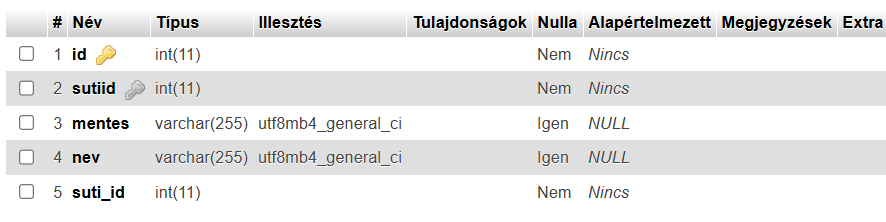 # Név Típus Illesztés Tulajdonságok Nulla Alapértelmezett Megjegyzések Extra
1 id int(11) Nem Nincs
2 sutiid int(11) Nem Nincs
3 mentes varchar(255) utf8mb4_general_ci Igen NULL
4 nev varchar(255) utf8mb4_general_ci Igen NULL
5 suti_id int(11) Nem Nincs